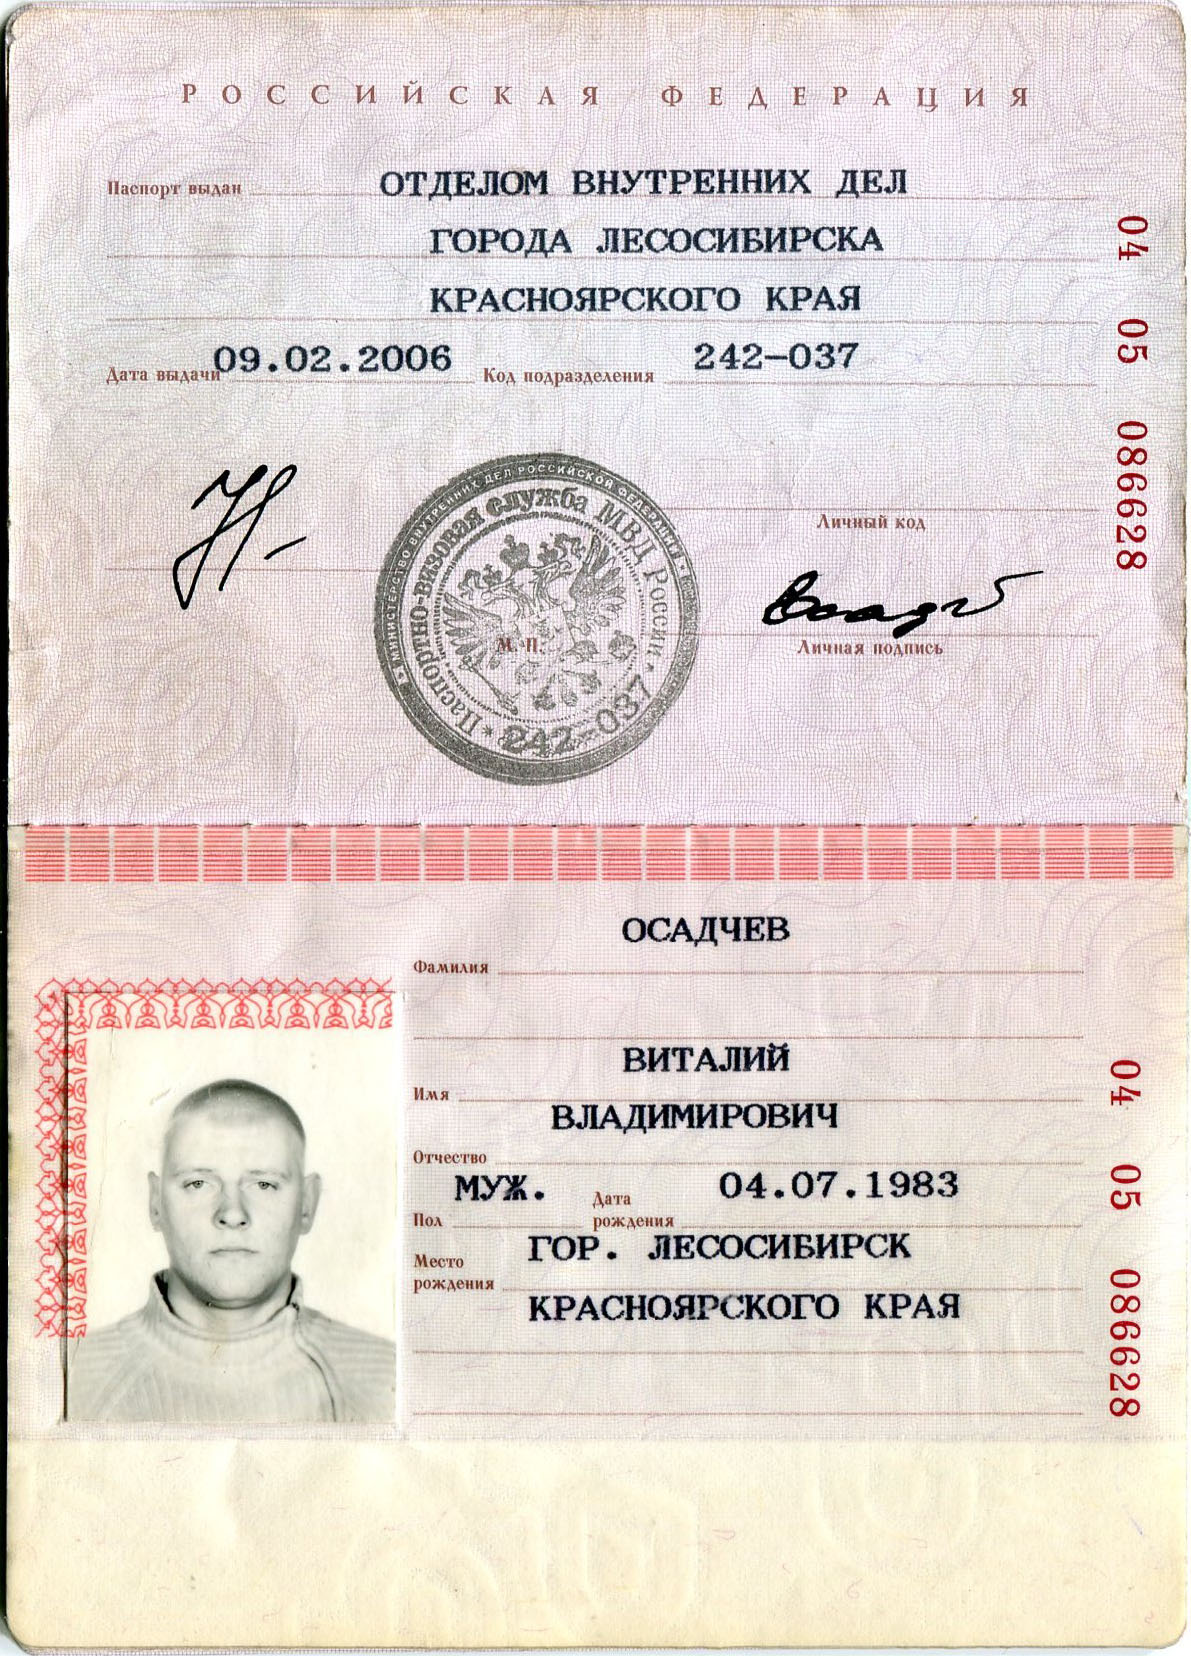 РОССИЙСКАЯ ФЕДЕРАЦИЯ
Паспорт выдан ОТДЕЛОМ ВНУТРЕННИХ ДЕЛ
ГОРОДА ЛЕСОСИБИРСКА
КРАСНОЯРСКОГО КРАЯ
Дата выдачи 09.02.2006 Код подразделения 242-037
04 05 086628
Личный код
Личная подпись
М. П.
МИНИСТЕРСТВО ВНУТРЕННИХ ДЕЛ РОССИЙСКОЙ ФЕДЕРАЦИИ
Паспортно-визовая служба МВД России
242-037
ОСАДЧЕВ
Фамилия
ВИТАЛИЙ
Имя
ВЛАДИМИРОВИЧ
Отчество
МУЖ. 04.07.1983
Пол Дата рождения
Место рождения ГОР. ЛЕСОСИБИРСК
КРАСНОЯРСКОГО КРАЯ
04 05 086628